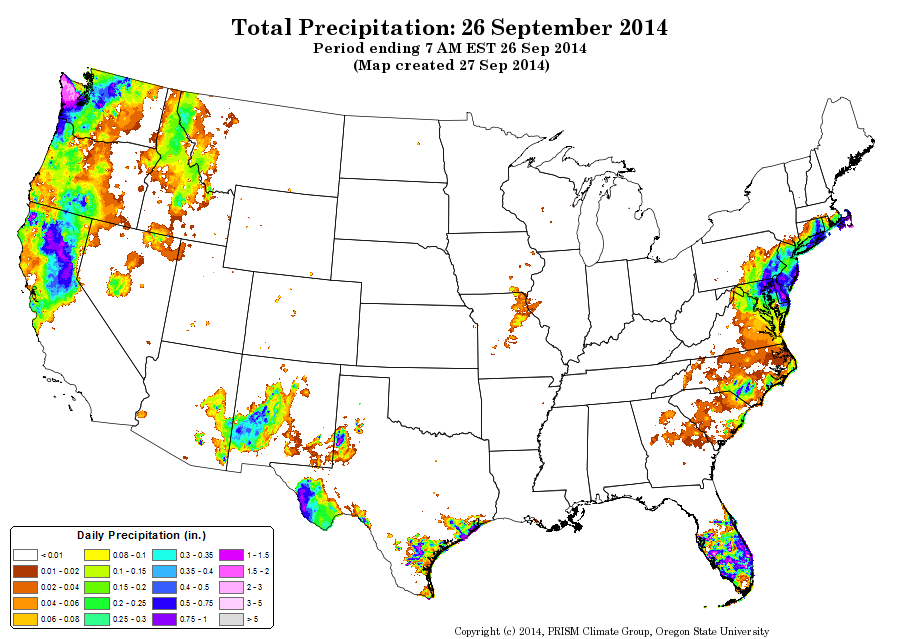 Total Precipitation: 26 September 2014
Period ending 7 AM EST 26 Sep 2014
(Map created 27 Sep 2014)
Daily Precipitation (in.)
< 0.01
0.01 - 0.02
0.02 - 0.04
0.04 - 0.06
0.06 - 0.08
0.08 - 0.1
0.1 - 0.15
0.15 - 0.2
0.2 - 0.25
0.25 - 0.3
0.3 - 0.35
0.35 - 0.4
0.4 - 0.5
0.5 - 0.75
0.75 - 1
1 - 1.5
1.5 - 2
2 - 3
3 - 5
> 5
Copyright (c) 2014, PRISM Climate Group, Oregon State University